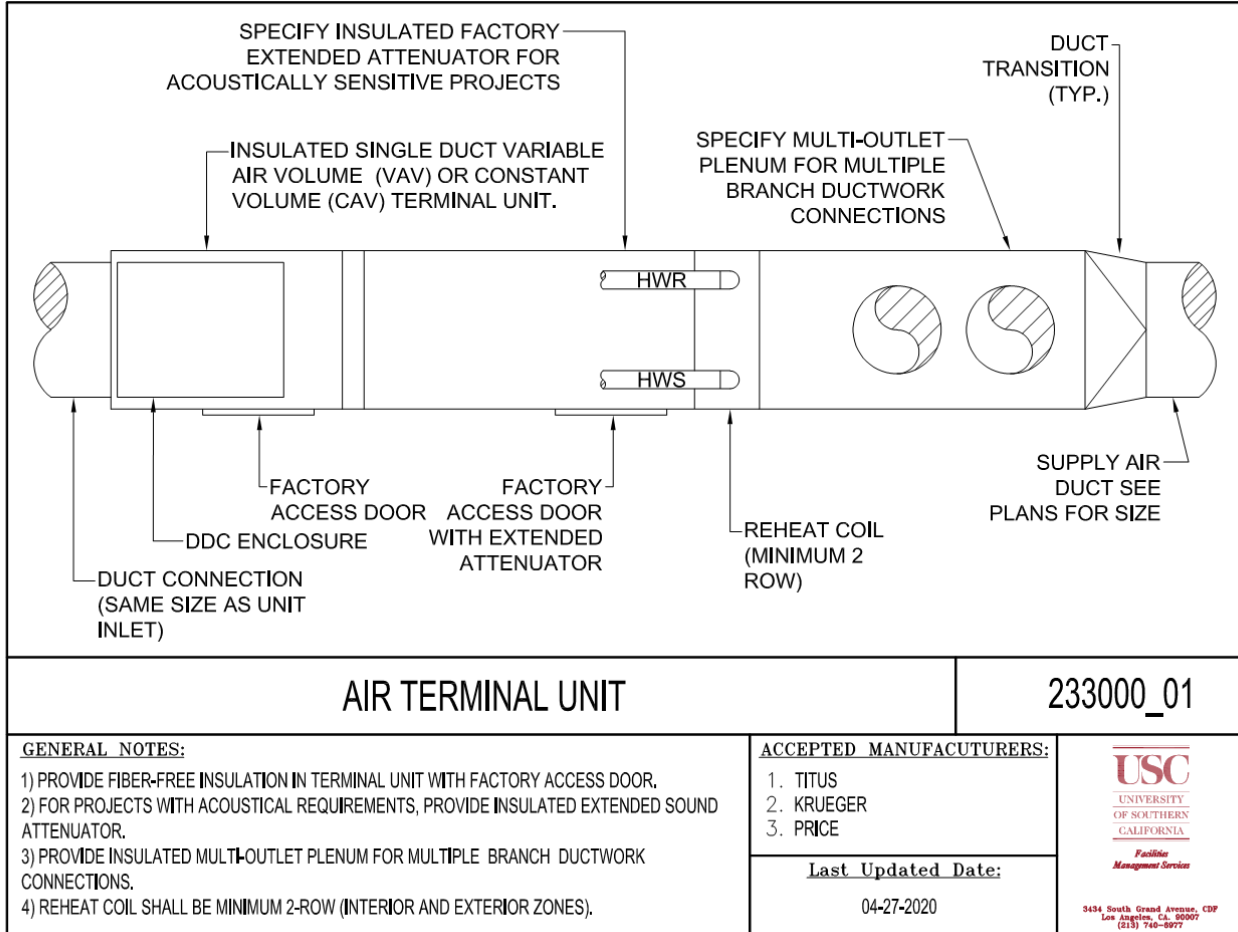 SPECIFY INSULATED FACTORY
EXTENDED ATTENUATOR FOR
ACOUSTICALLY SENSITIVE PROJECTS
DUCT
TRANSITION
(TYP.)
INSULATED SINGLE DUCT VARIABLE
AIR VOLUME (VAV) OR CONSTANT
VOLUME (CAV) TERMINAL UNIT.
SPECIFY MULTI-OUTLET
PLENUM FOR MULTIPLE
BRANCH DUCTWORK
CONNECTIONS
HWR
HWS
FACTORY
ACCESS DOOR
DDC ENCLOSURE
DUCT CONNECTION
(SAME SIZE AS UNIT
INLET)
FACTORY
ACCESS DOOR
WITH EXTENDED
ATTENUATOR
REHEAT COIL
(MINIMUM 2
ROW)
SUPPLY AIR
DUCT SEE
PLANS FOR SIZE
AIR TERMINAL UNIT
233000_01
GENERAL NOTES:
1) PROVIDE FIBER-FREE INSULATION IN TERMINAL UNIT WITH FACTORY ACCESS DOOR.
2) FOR PROJECTS WITH ACOUSTICAL REQUIREMENTS, PROVIDE INSULATED EXTENDED SOUND
ATTENUATOR.
3) PROVIDE INSULATED MULTI-OUTLET PLENUM FOR MULTIPLE BRANCH DUCTWORK
CONNECTIONS.
4) REHEAT COIL SHALL BE MINIMUM 2-ROW (INTERIOR AND EXTERIOR ZONES).
ACCEPTED MANUFACUTURERS:
1. TITUS
2. KRUEGER
3. PRICE
Last Updated Date:
04-27-2020
USC
UNIVERSITY
OF SOUTHERN
CALIFORNIA
Facilities
Management Services
3434 South Grand Avenue, CDF
Los Angeles, CA. 90007
(213) 740-6977